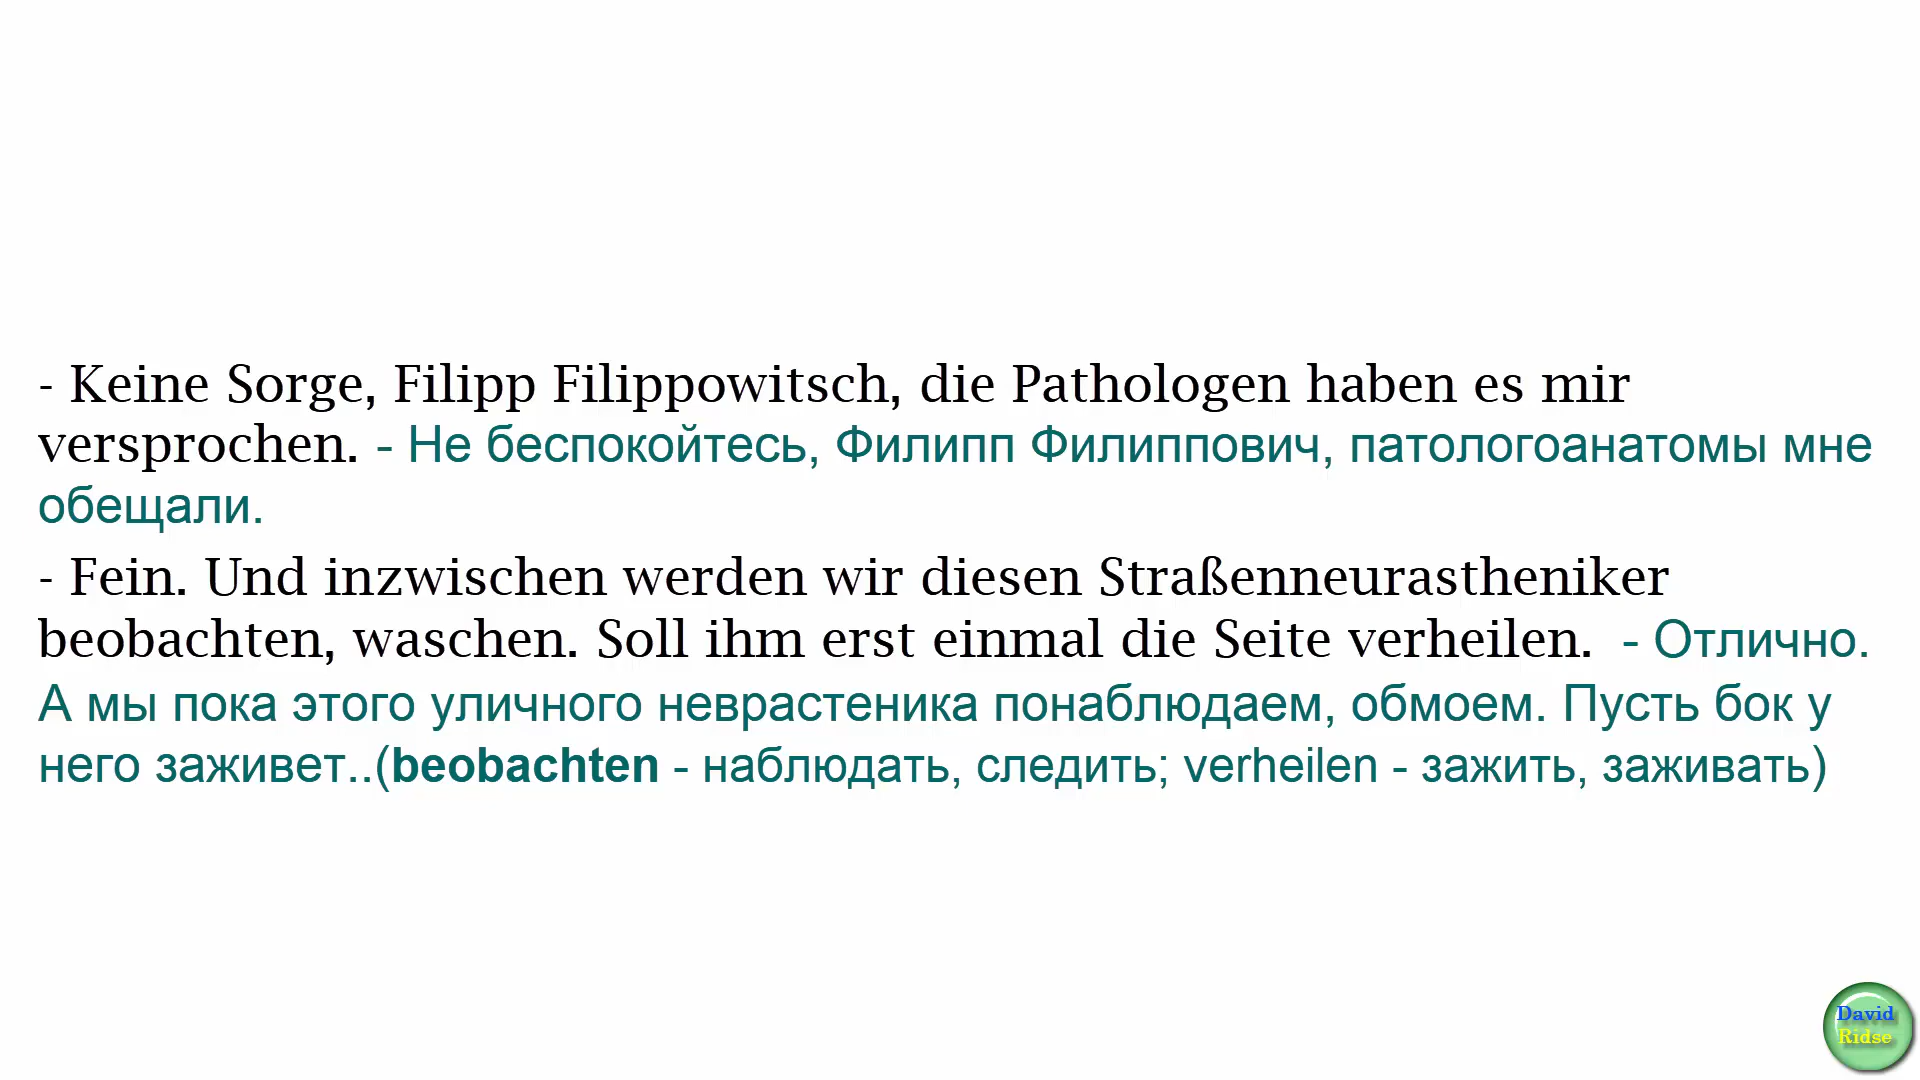 - Keine Sorge, Filipp Filippowitsch, die Pathologen haben es mir
versprochen. - Не беспокойтесь, Филипп Филиппович, патологоанатомы мне
обещали.
- Fein. Und inzwischen werden wir diesen Straßenneurastheniker
beobachten, waschen. Soll ihm erst einmal die Seite verheilen.  - Отлично.
А мы пока этого уличного неврастеника понаблюдаем, обмоем. Пусть бок у
него заживет..(beobachten - наблюдать, следить; verheilen - зажить, заживать)
David
Ridse